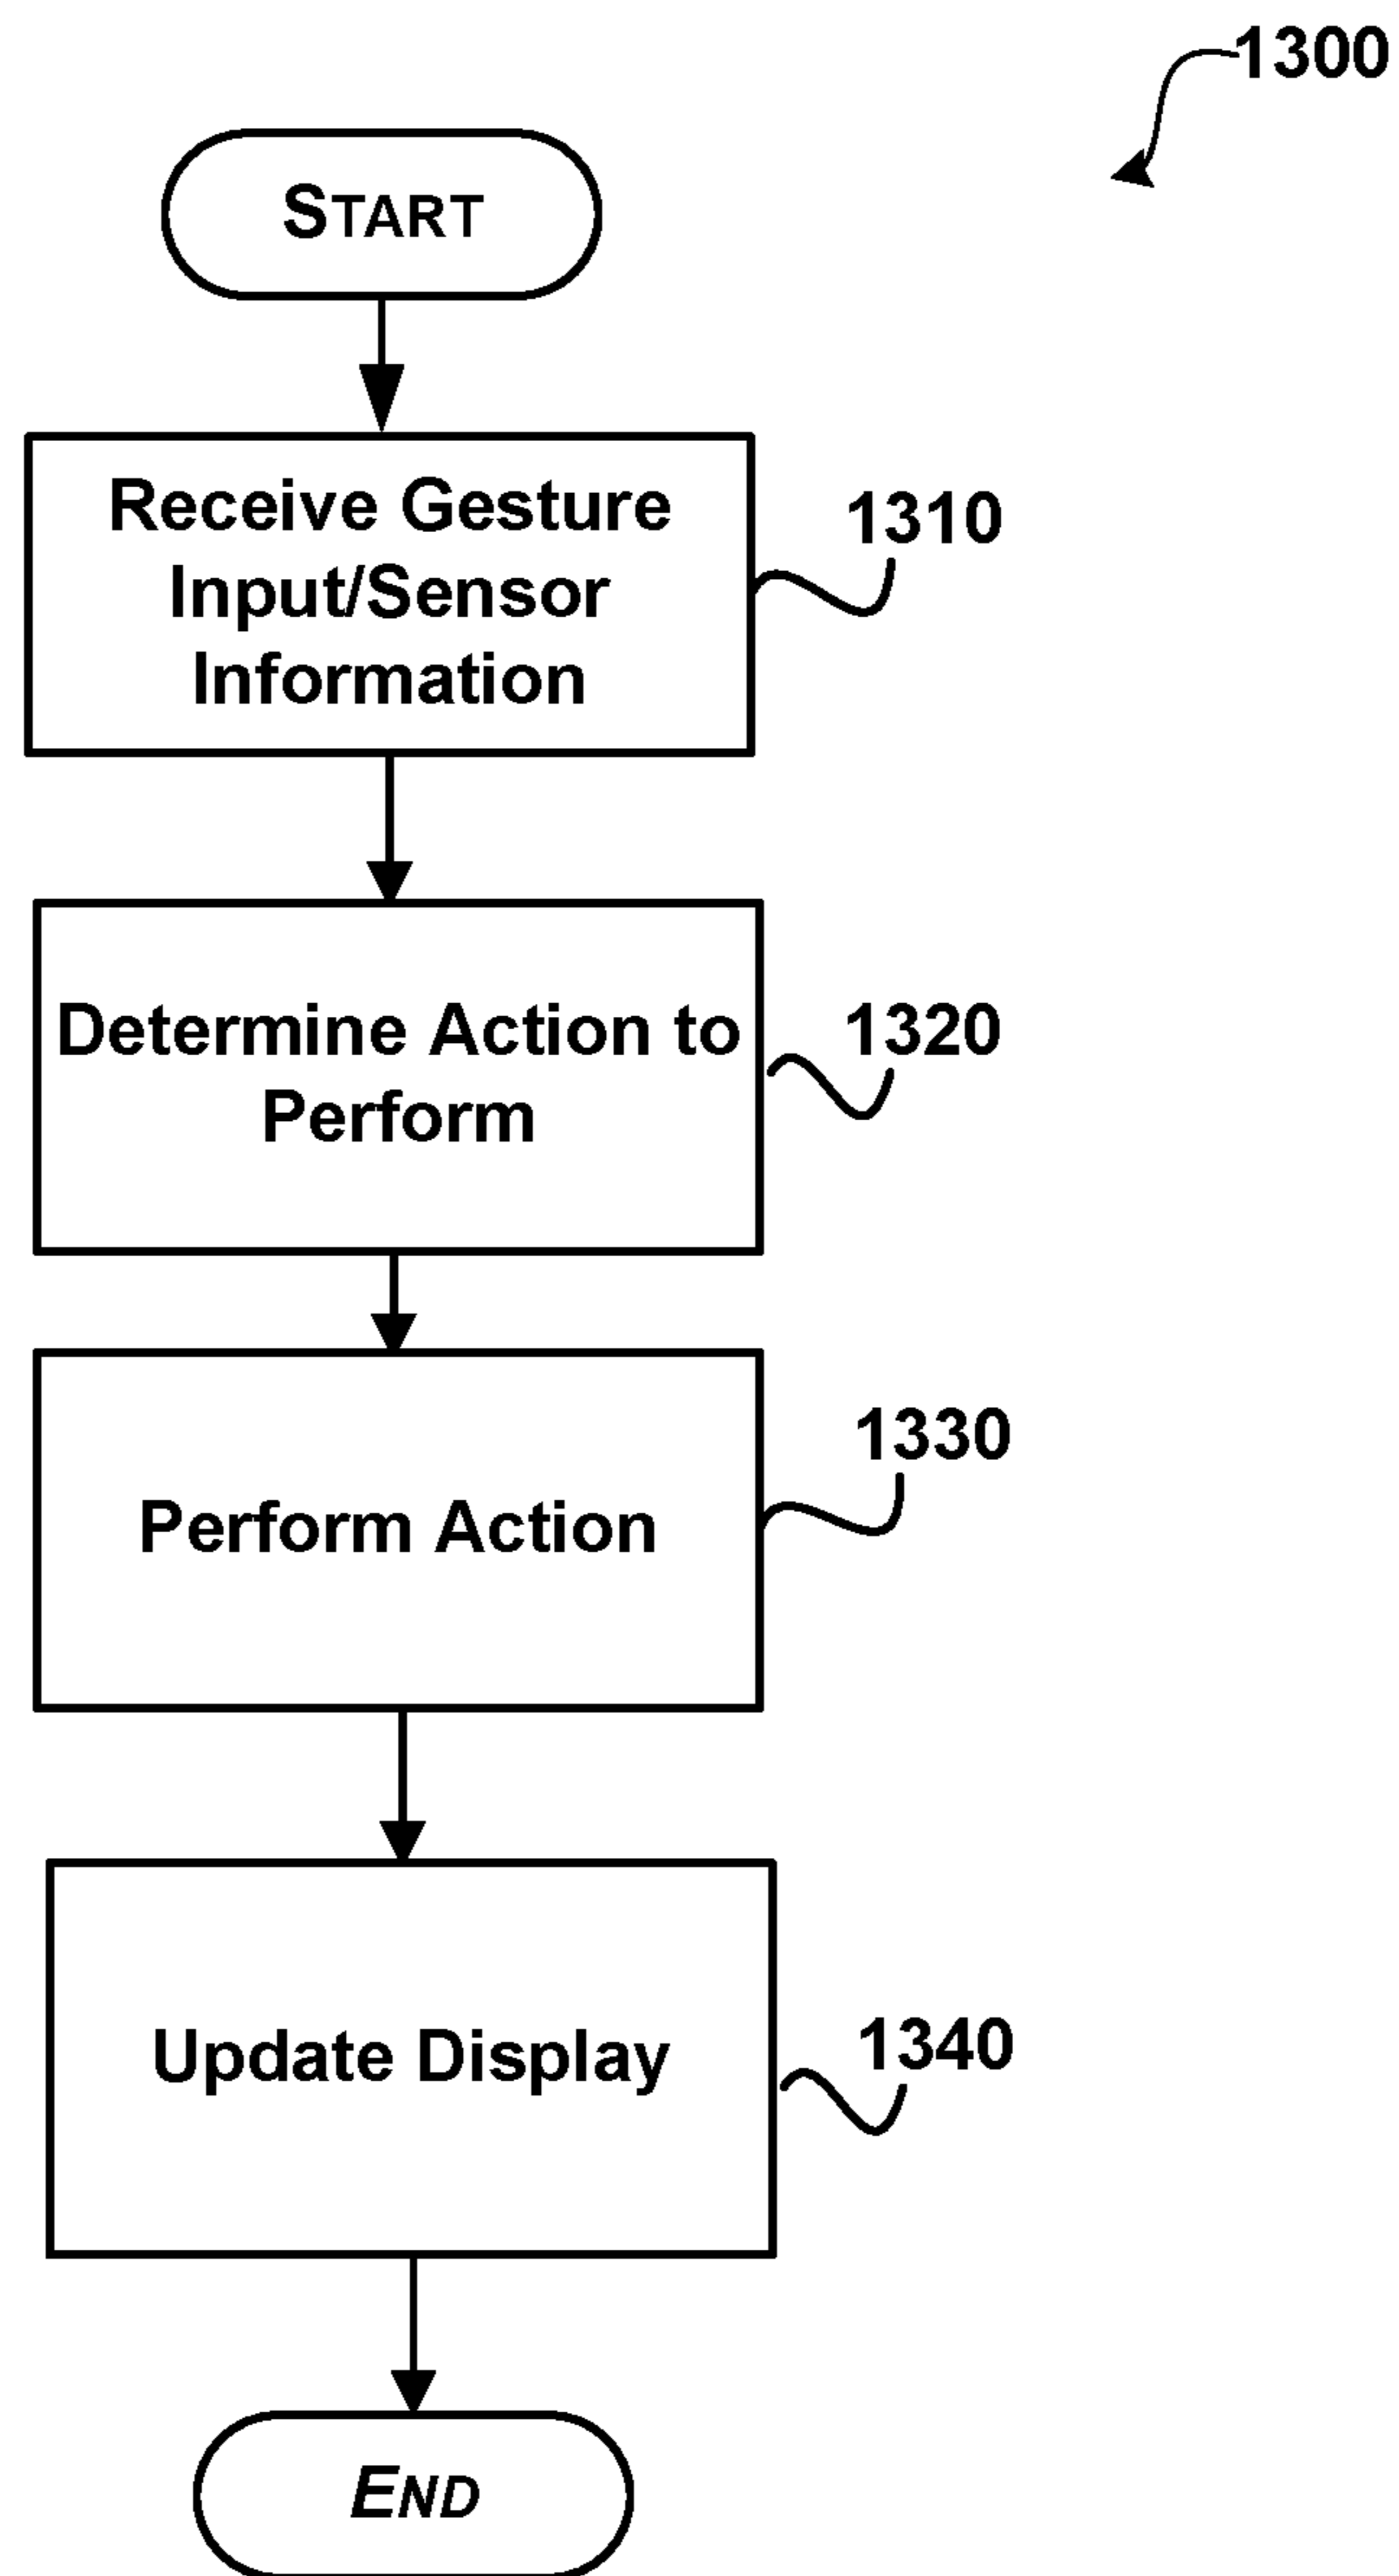 1300
START
Receive Gesture
Input/Sensor
Information
1310
Determine Action to
Perform
1320
1330
Perform Action
Update Display
1340
END